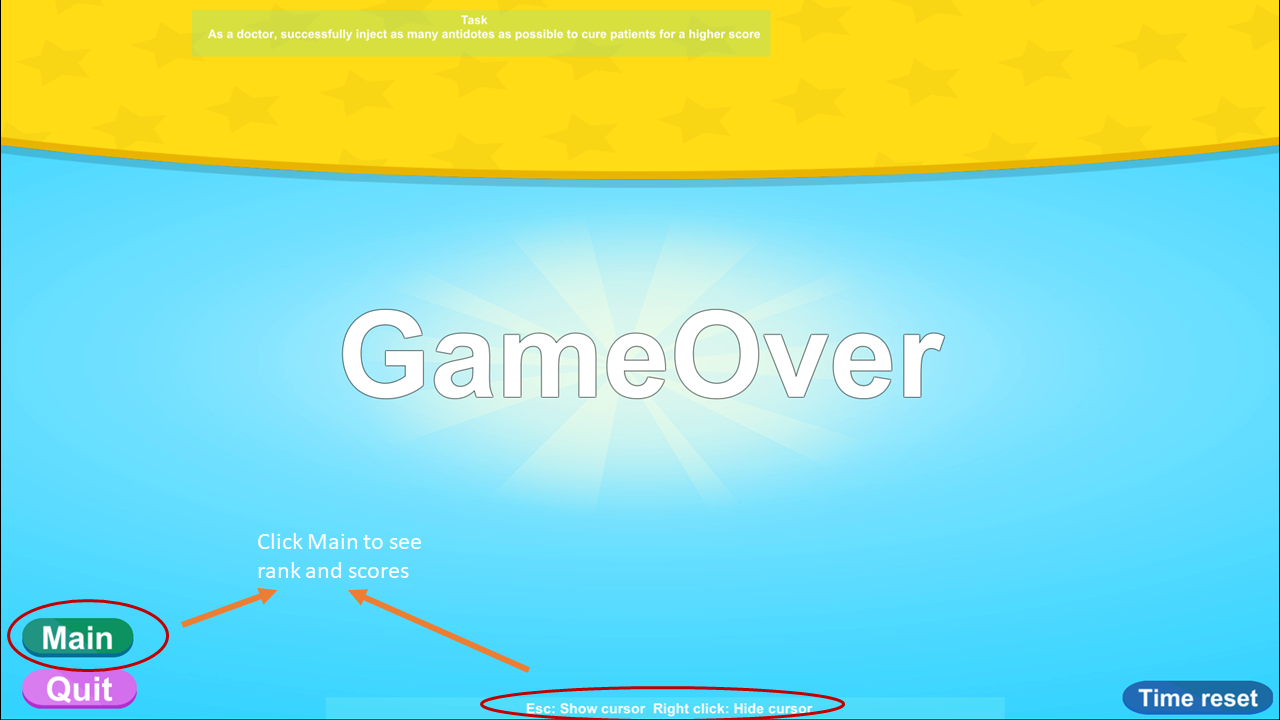 Task
As a doctor, successfully inject as many antidotes as possible to cure patients for a higher score
GameOver
Click Main to see
rank and scores
Main
Quit
Esc: Show cursor Right click: Hide cursor
Time reset